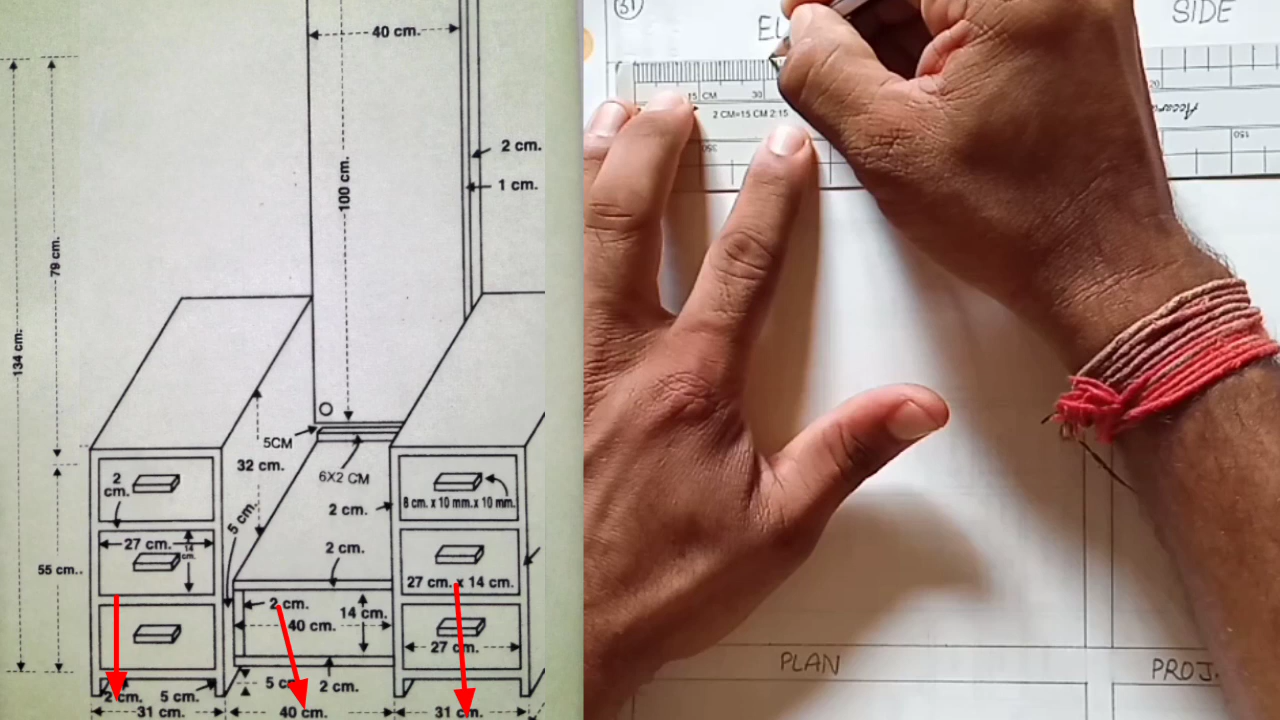 40 cm.
2 cm.
1 cm.
100 cm.
79 cm.
134 cm.
5CM
32 cm.
6X2 CM
2 cm.
8 cm. x 10 mm. x 10 mm.
2 cm.
5 cm.
27 cm.
14 cm.
2 cm.
55 cm..
27 cm. x 14 cm.
2 cm.
14 cm.
40 cm.
27 cm.
2 cm.
5 cm.
2 cm.
31 cm.
40 cm.
31 cm.
31
SIDE
15 CM
30
2 CM=15 CM 2:15
20
150
PLAN
PROJ.